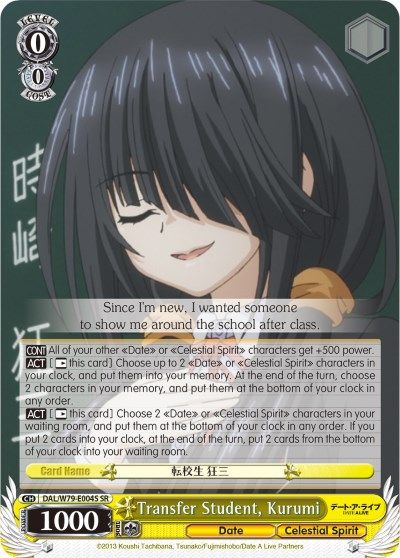 LEVEL
0
0
COST
時崎狂
Since I'm new, I wanted someone
to show me around the school after class.
CONT All of your other «Date» or «Celestial Spirit» characters get +500 power.
ACT [ this card] Choose up to 2 «Date» or «Celestial Spirit» characters in
your clock, and put them into your memory. At the end of the turn, choose
2 characters in your memory, and put them at the bottom of your clock in
any order.
ACT [ this card] Choose 2 «Date» or «Celestial Spirit» characters in your
waiting room, and put them at the bottom of your clock in any order. If you
put 2 cards into your clock at the end of the turn, put 2 cards from the bottom
of your clock into your waiting room.
Card Name
転校生 狂三
CD DAL/W79-E004S SR
Transfer Student, Kurumi
デート・ア・ライブ
DATE A LIVE
POWER
1000
SOUL
Date
Celestial Spirit
©2013 Koushi Tachibana, Tsunako/Fujimishobo/Date A Live Partners